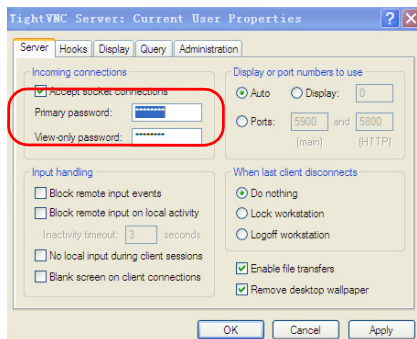 TightVNC Server: Current User Properties
Server Hooks Display Query Administration
Incoming connections
Accept socket connections
Primary password: ********
View-only password: ********
Display or port numbers to use
Auto Display: 0
Ports: 5900 and 5800
(main) (HTTP)
Input handling
Block remote input events
Block remote input on local activity
Inactivity timeout: 3 seconds
No local input during client sessions
Blank screen on client connections
When last client disconnects
Do nothing
Lock workstation
Logoff workstation
Enable file transfers
Remove desktop wallpaper
OK Cancel Apply